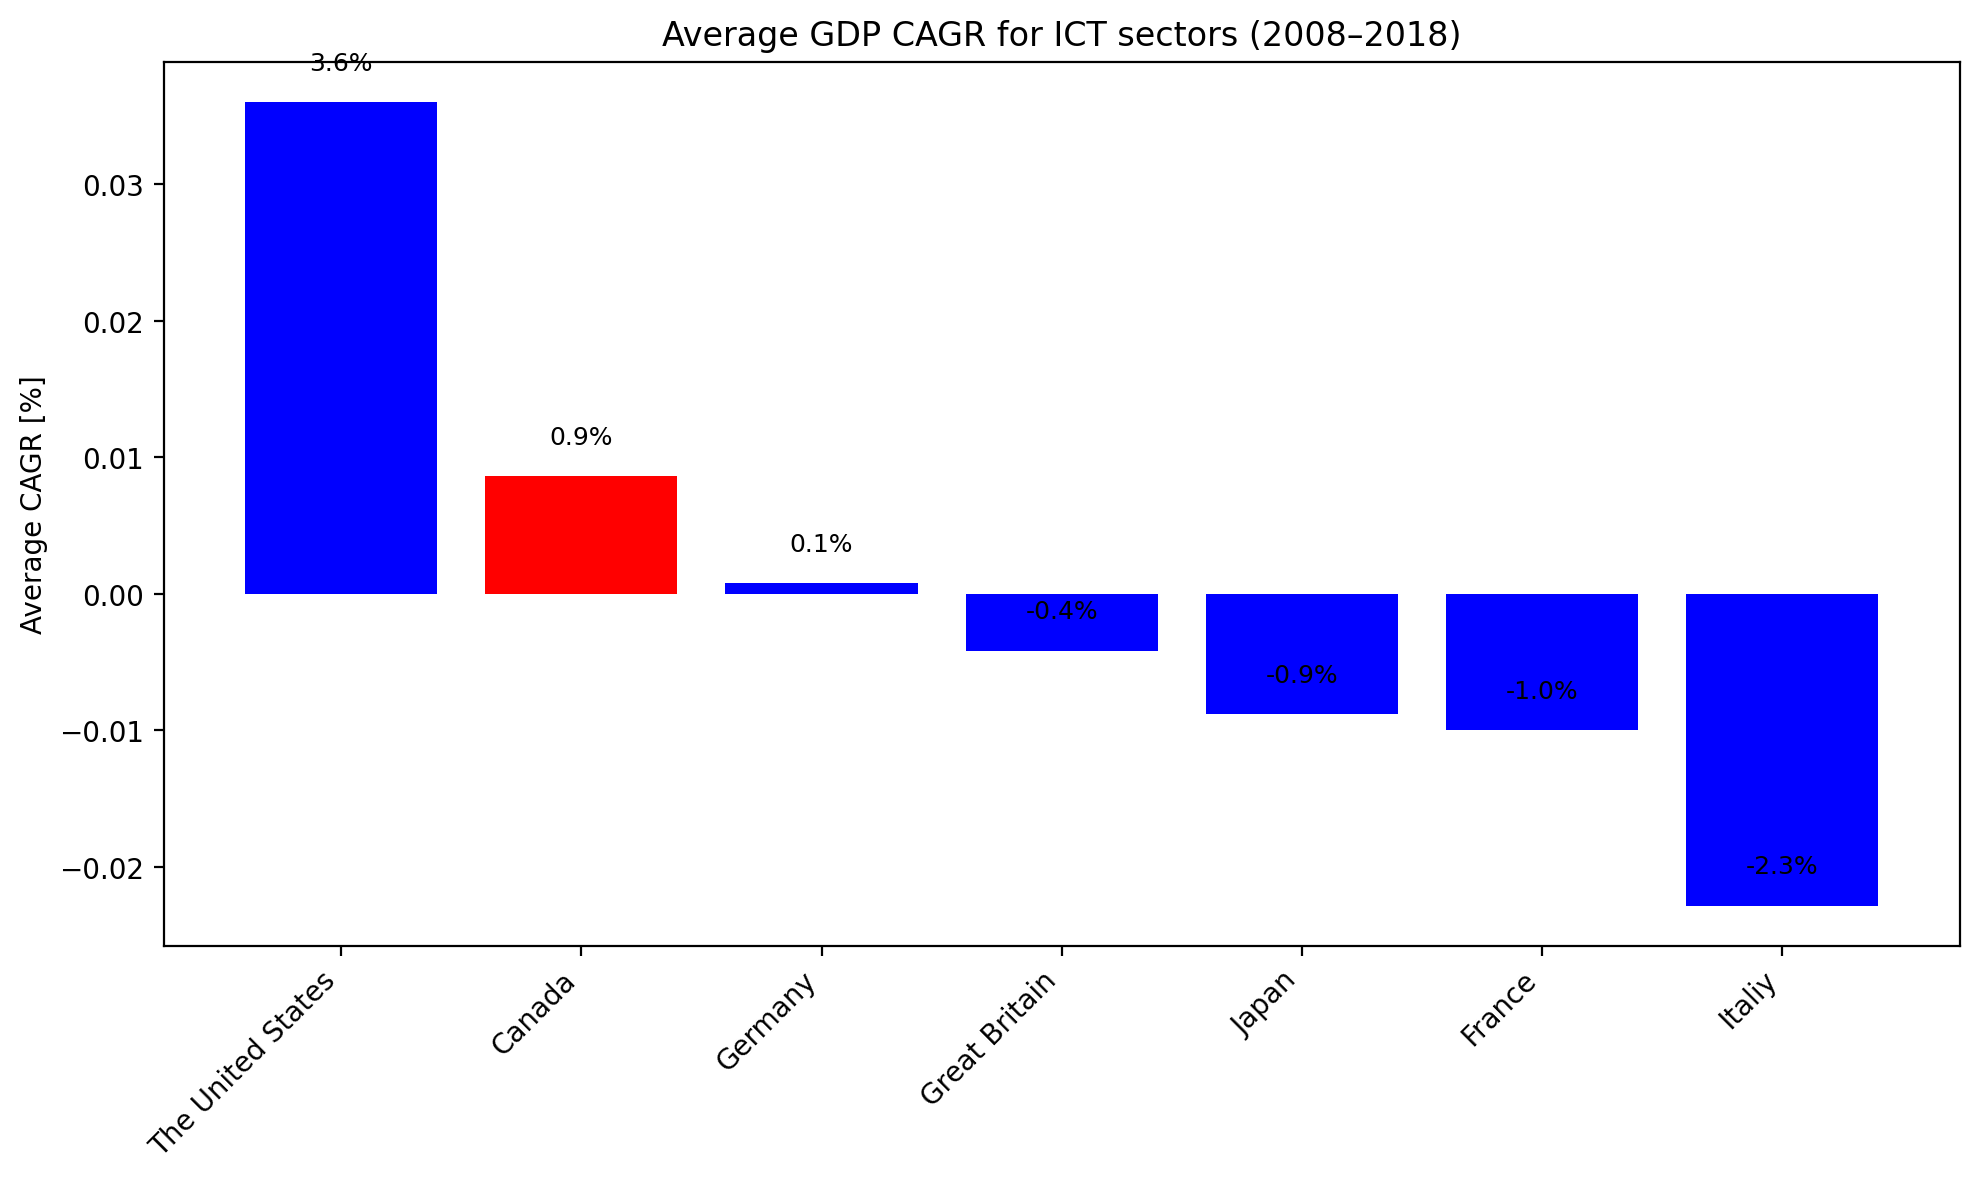 Average GDP CAGR for ICT sectors (2008–2018)
Average CAGR [%]
0.03
0.02
0.01
0.00
−0.01
−0.02
3.6%
0.9%
0.1%
-0.4%
-0.9%
-1.0%
-2.3%
The United States
Canada
Germany
Great Britain
Japan
France
Italiy